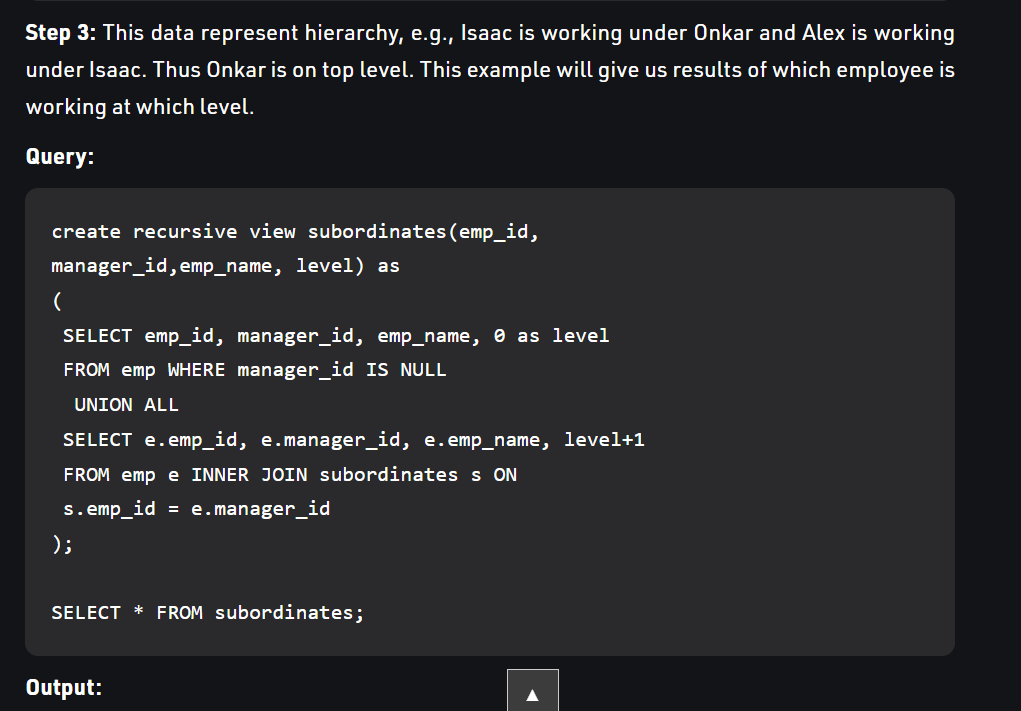 Step 3: This data represent hierarchy, e.g., Isaac is working under Onkar and Alex is working
under Isaac. Thus Onkar is on top level. This example will give us results of which employee is
working at which level.
Query:
create recursive view subordinates(emp_id,
manager_id,emp_name, level) as
(
SELECT emp_id, manager_id, emp_name, 0 as level
FROM emp WHERE manager_id IS NULL
UNION ALL
SELECT e.emp_id, e.manager_id, e.emp_name, level+1
FROM emp e INNER JOIN subordinates s ON
s.emp_id = e.manager_id
);
SELECT * FROM subordinates;
Output: